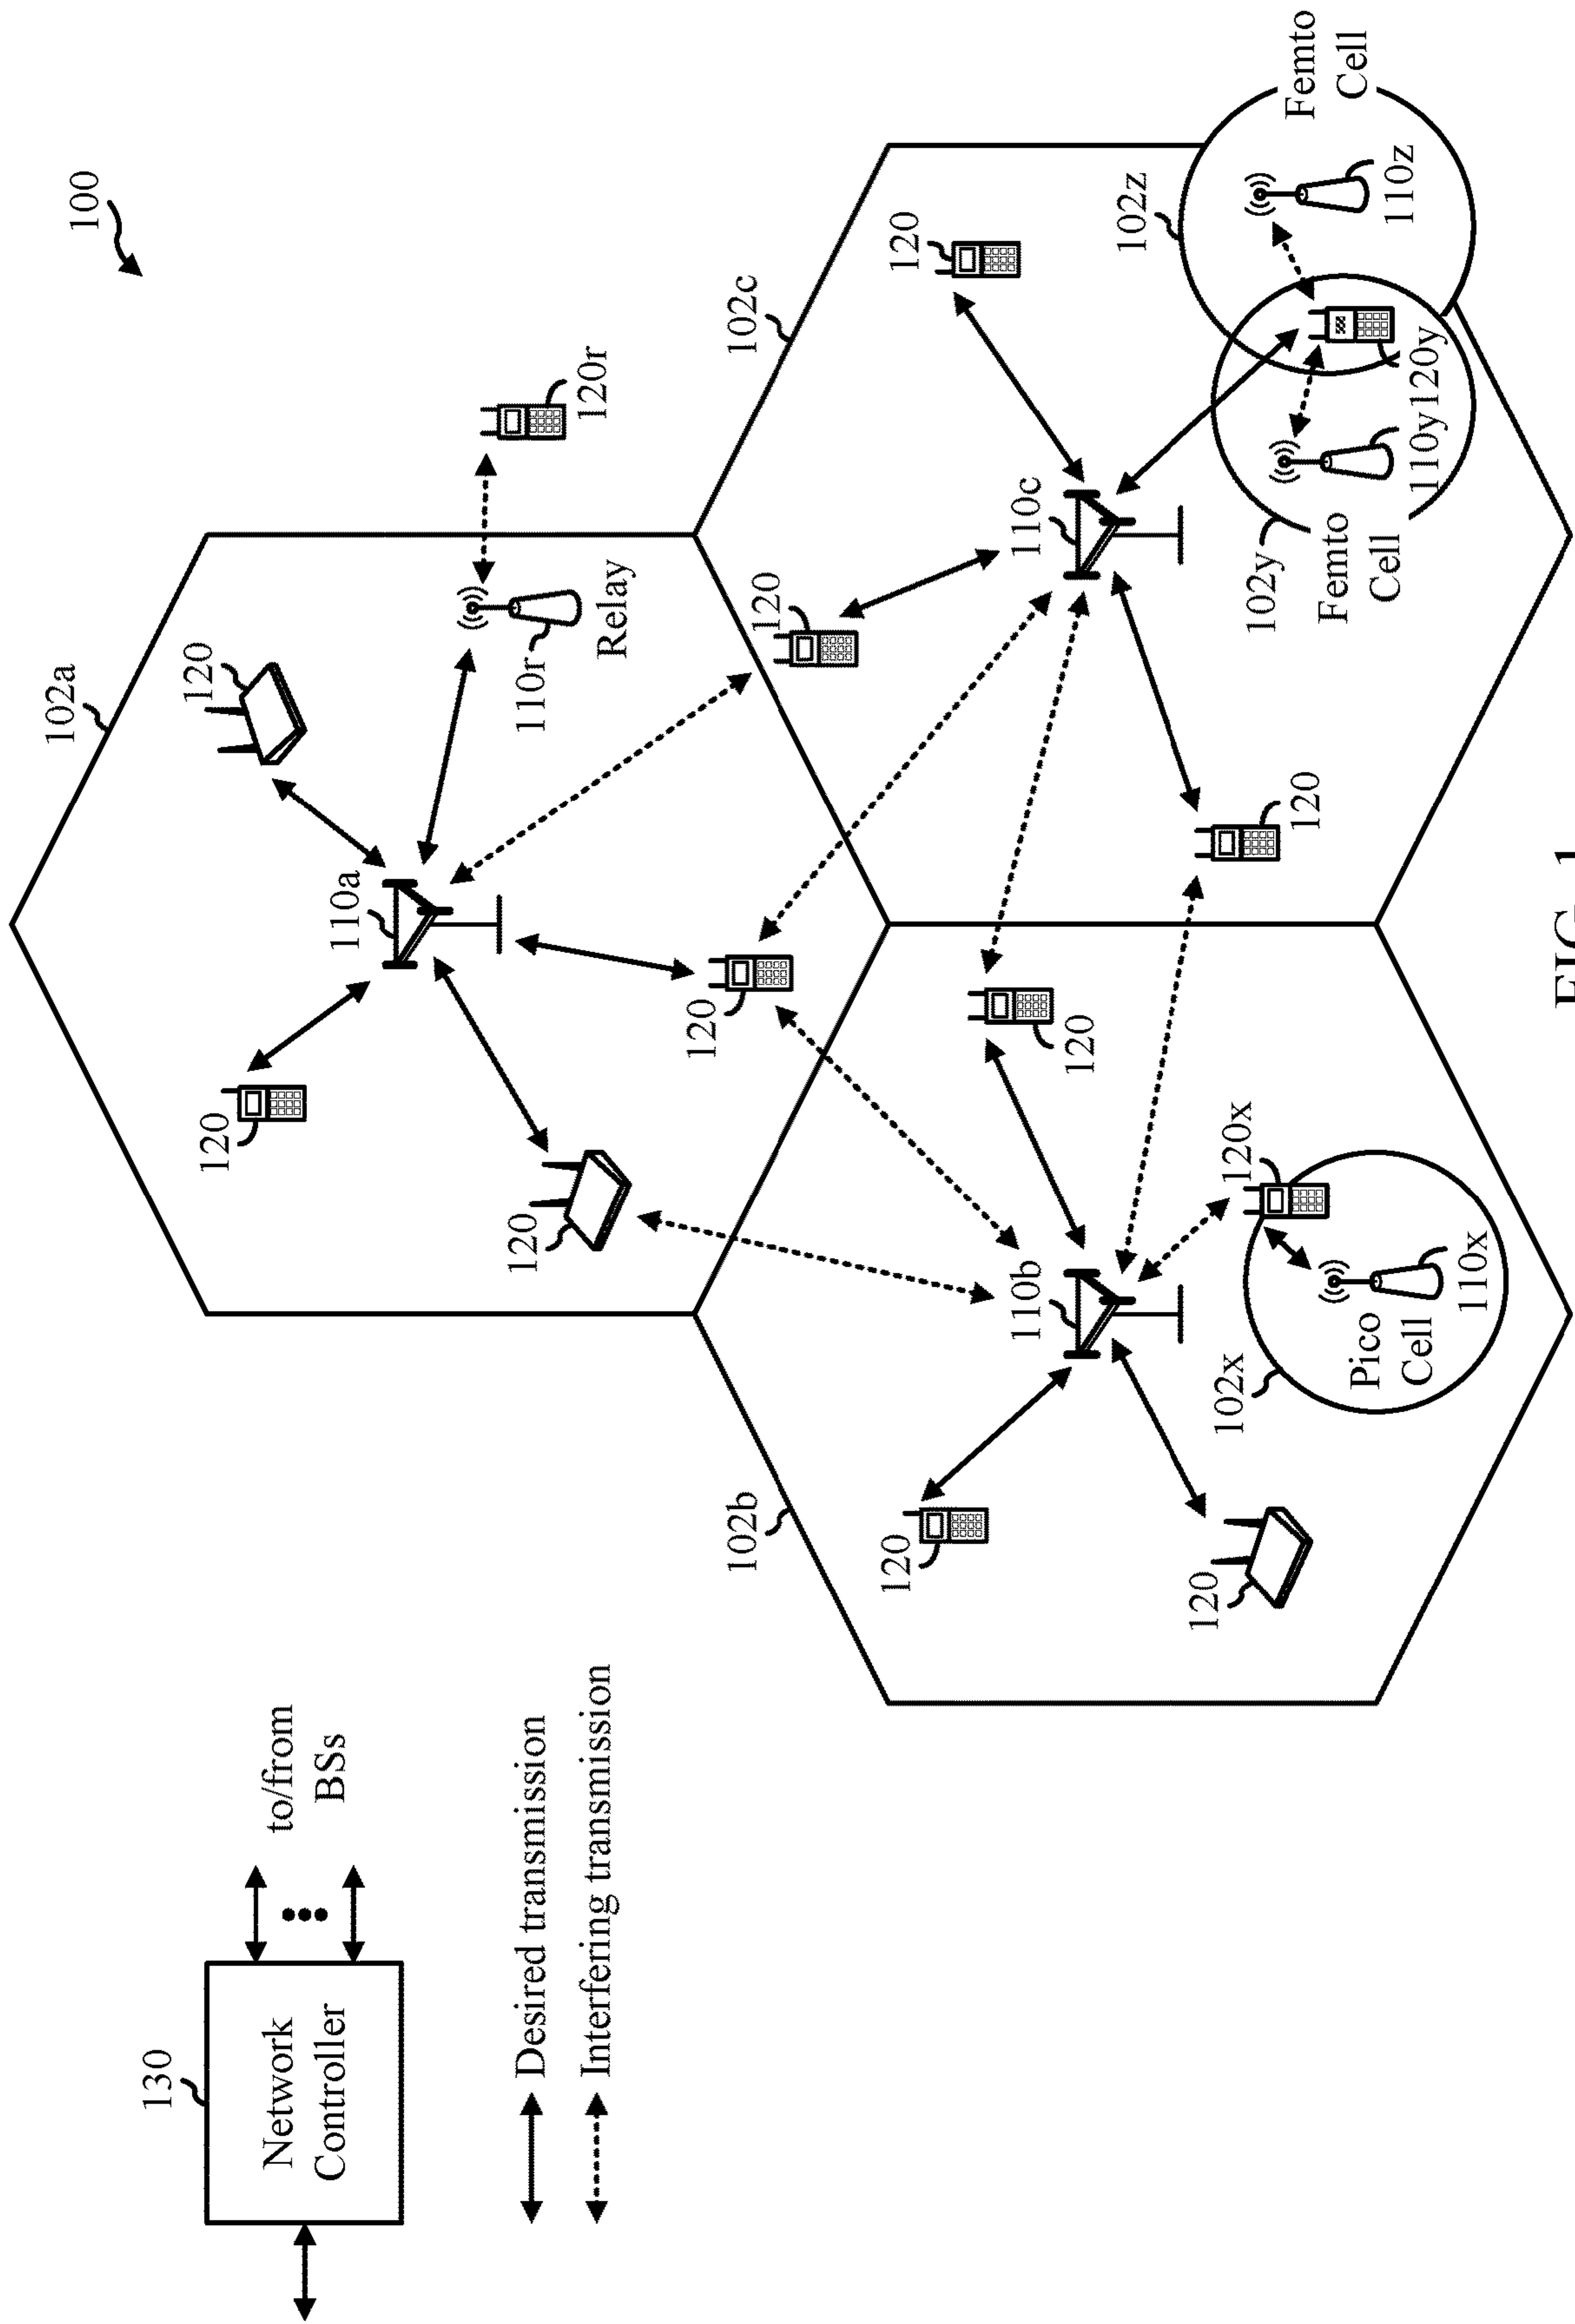 100
130
Network
Controller
to/from
BSs
Desired transmission
Interfering transmission
102a
120
110a
120
120
120
110r
Relay
120r
102b
120
110b
120
120
102x
Pico
Cell
110x
120x
102c
120
110c
120
120
102y
Femto
Cell
110y
120y
102z
110z
Femto
Cell
FIG. 1